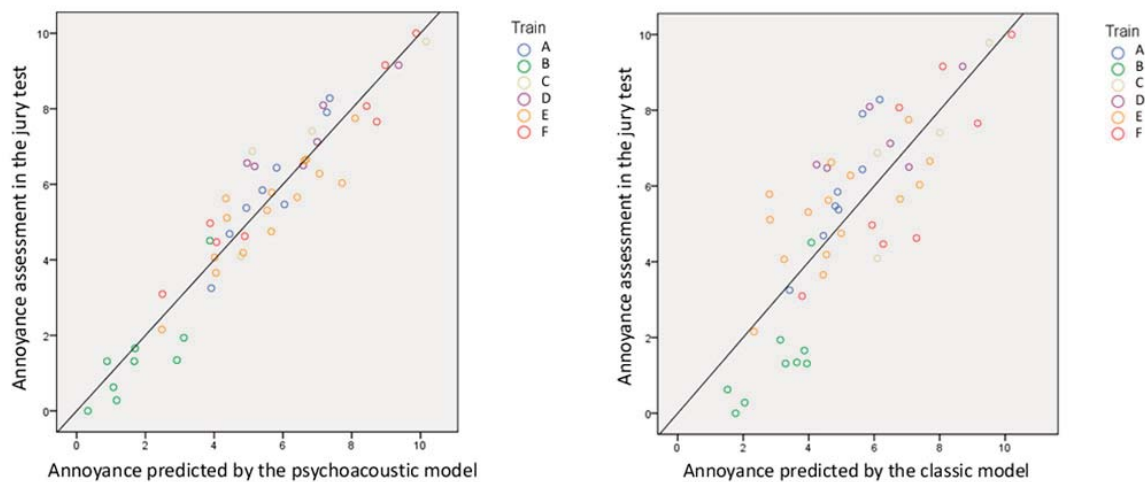 Annoyance assessment in the jury test
10
8
6
4
2
0
0 2 4 6 8 10
Annoyance predicted by the psychoacoustic model
Train
A
B
C
D
E
F
Annoyance assessment in the jury test
10
8
6
4
2
0
0 2 4 6 8 10
Annoyance predicted by the classic model
Train
A
B
C
D
E
F